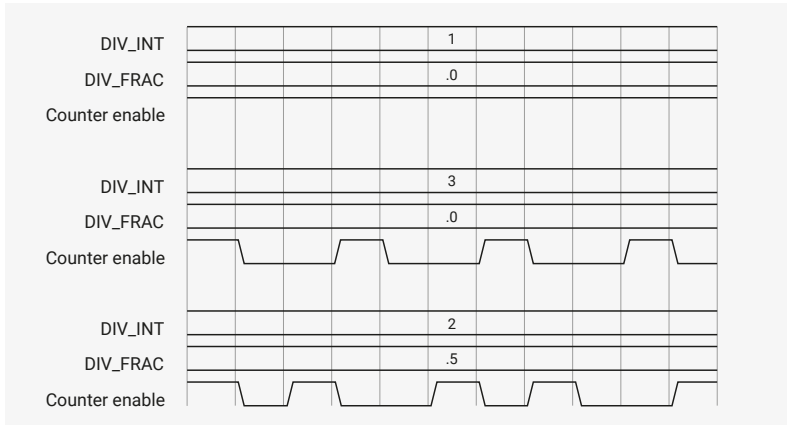 DIV_INT 1
DIV_FRAC .0
Counter enable
DIV_INT 3
DIV_FRAC .0
Counter enable
DIV_INT 2
DIV_FRAC .5
Counter enable